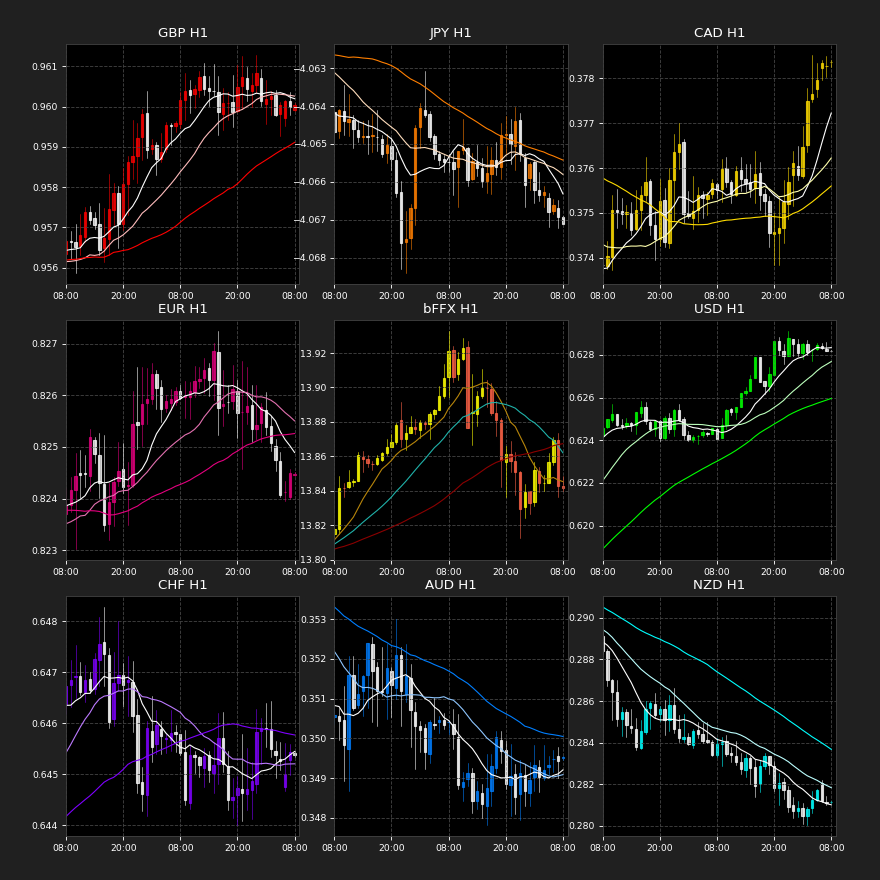 GBP H1
0.961
0.960
0.959
0.958
0.957
0.956
08:00 20:00 08:00 20:00 08:00
JPY H1
-4.063
-4.064
-4.065
-4.066
-4.067
-4.068
08:00 20:00 08:00 20:00 08:00
CAD H1
0.378
0.377
0.376
0.375
0.374
08:00 20:00 08:00 20:00 08:00
EUR H1
0.827
0.826
0.825
0.824
0.823
08:00 20:00 08:00 20:00 08:00
bFFX H1
13.92
13.90
13.88
13.86
13.84
13.82
13.80
08:00 20:00 08:00 20:00 08:00
USD H1
0.628
0.626
0.624
0.622
0.620
08:00 20:00 08:00 20:00 08:00
CHF H1
0.648
0.647
0.646
0.645
0.644
08:00 20:00 08:00 20:00 08:00
AUD H1
0.353
0.352
0.351
0.350
0.349
0.348
08:00 20:00 08:00 20:00 08:00
NZD H1
0.290
0.288
0.286
0.284
0.282
0.280
08:00 20:00 08:00 20:00 08:00